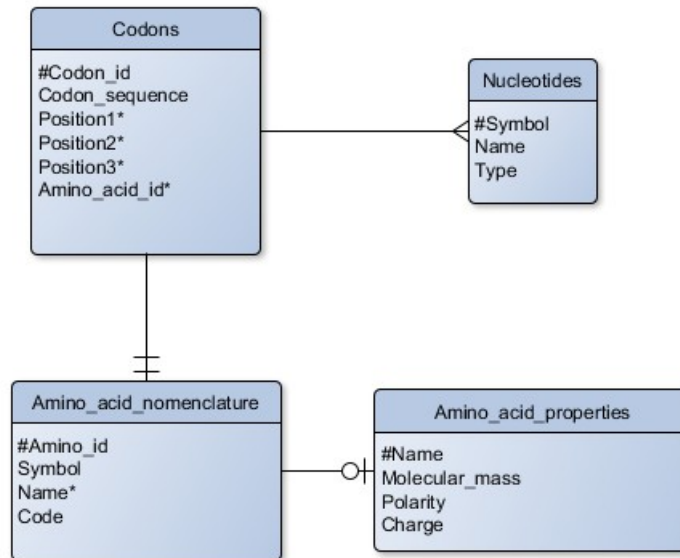 Codons
#Codon_id
Codon_sequence
Position1*
Position2*
Position3*
Amino_acid_id*
Nucleotides
#Symbol
Name
Type
Amino_acid_nomenclature
#Amino_id
Symbol
Name*
Code
Amino_acid_properties
#Name
Molecular_mass
Polarity
Charge